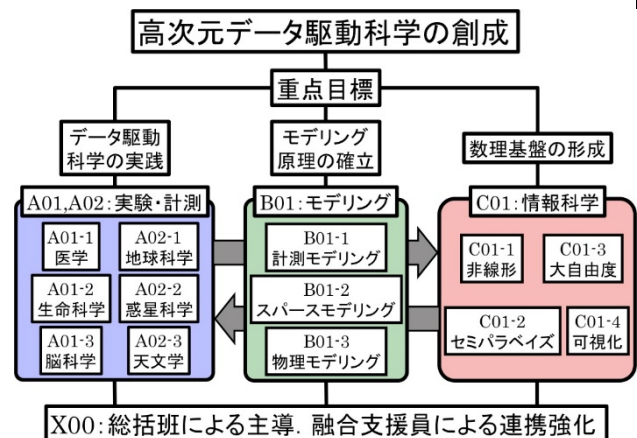 高次元データ駆動科学の創成
重点目標
データ駆動
科学の実践
モデリング
原理の確立
数理基盤の形成
A01,A02:実験・計測
A01-1
医学
A02-1
地球科学
A01-2
生命科学
A02-2
惑星科学
A01-3
脳科学
A02-3
天文学
B01:モデリング
B01-1
計測モデリング
B01-2
スパースモデリング
B01-3
物理モデリング
C01:情報科学
C01-1
非線形
C01-3
大自由度
C01-2
セミパラベイズ
C01-4
可視化
X00:総括班による主導．融合支援員による連携強化